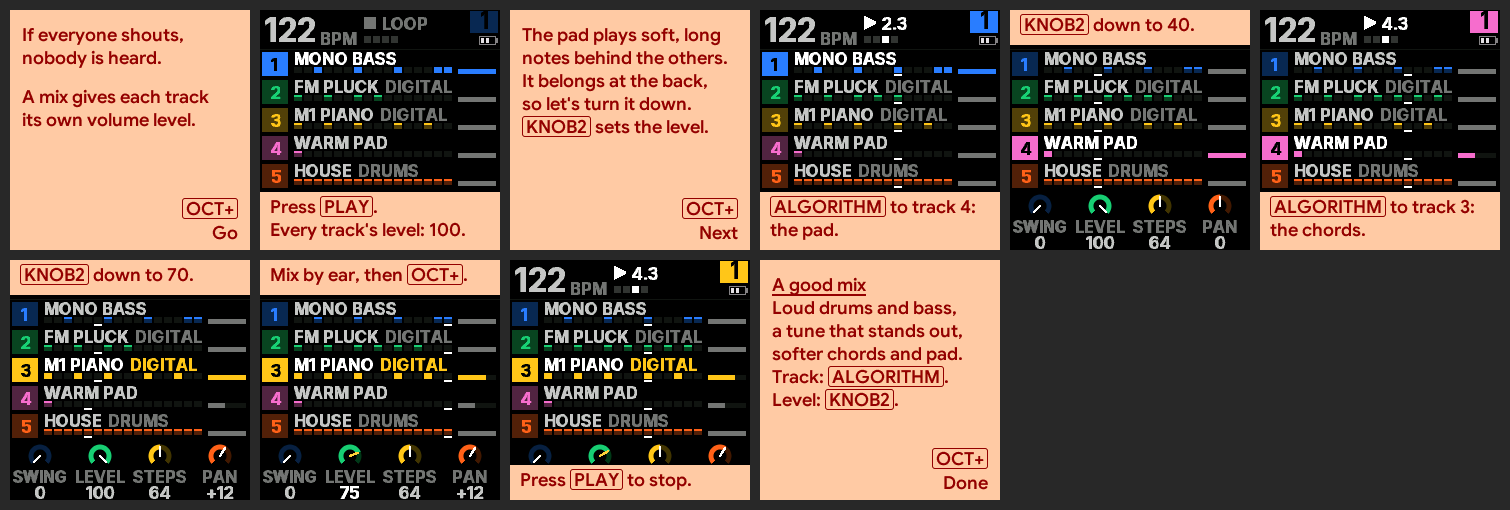 If everyone shouts,
nobody is heard.
A mix gives each track
its own volume level.
OCT+
Go
122 BPM LOOP 1
1 MONO BASS
2 FM PLUCK DIGITAL
3 M1 PIANO DIGITAL
4 WARM PAD
5 HOUSE DRUMS
Press PLAY.
Every track's level: 100.
The pad plays soft, long
notes behind the others.
It belongs at the back,
so let's turn it down.
KNOB2 sets the level.
OCT+
Next
122 BPM 2.3 1
1 MONO BASS
2 FM PLUCK DIGITAL
3 M1 PIANO DIGITAL
4 WARM PAD
5 HOUSE DRUMS
ALGORITHM to track 4:
the pad.
KNOB2 down to 40.
1 MONO BASS
2 FM PLUCK DIGITAL
3 M1 PIANO DIGITAL
4 WARM PAD
5 HOUSE DRUMS
SWING LEVEL STEPS PAN
0 100 64 0
122 BPM 4.3 1
1 MONO BASS
2 FM PLUCK DIGITAL
3 M1 PIANO DIGITAL
4 WARM PAD
5 HOUSE DRUMS
ALGORITHM to track 3:
the chords.
KNOB2 down to 70.
1 MONO BASS
2 FM PLUCK DIGITAL
3 M1 PIANO DIGITAL
4 WARM PAD
5 HOUSE DRUMS
SWING LEVEL STEPS PAN
0 100 64 +12
Mix by ear, then OCT+.
1 MONO BASS
2 FM PLUCK DIGITAL
3 M1 PIANO DIGITAL
4 WARM PAD
5 HOUSE DRUMS
SWING LEVEL STEPS PAN
0 75 64 +12
122 BPM 4.3 1
1 MONO BASS
2 FM PLUCK DIGITAL
3 M1 PIANO DIGITAL
4 WARM PAD
5 HOUSE DRUMS
Press PLAY to stop.
A good mix
Loud drums and bass,
a tune that stands out,
softer chords and pad.
Track: ALGORITHM.
Level: KNOB2.
OCT+
Done